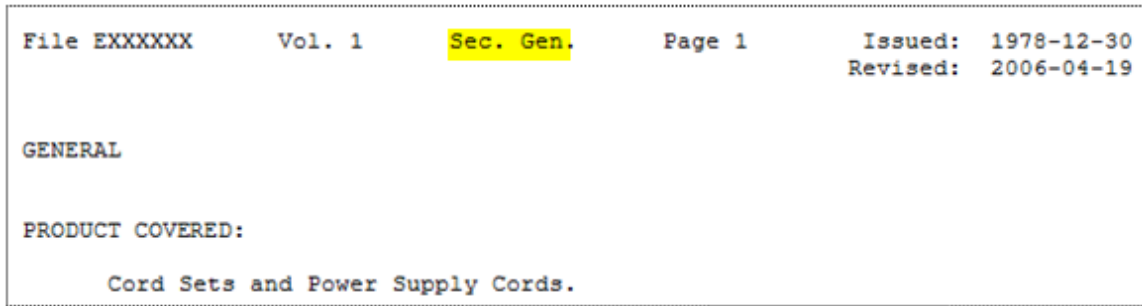 File EXXXXXX Vol. 1 Sec. Gen. Page 1 Issued: 1978-12-30
Revised: 2006-04-19
GENERAL
PRODUCT COVERED:
Cord Sets and Power Supply Cords.